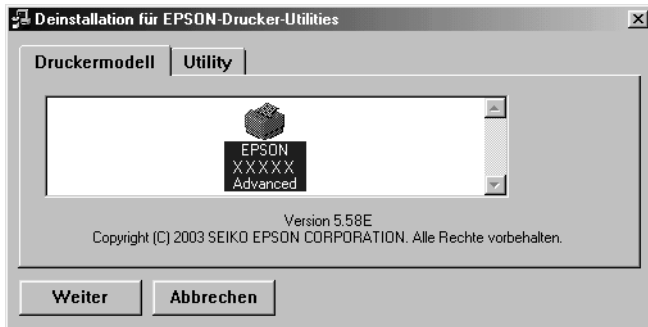 Deinstallation für EPSON-Drucker-Utilities
Druckermodell Utility
EPSON
XXXXX
Advanced
Version 5.58E
Copyright (C) 2003 SEIKO EPSON CORPORATION. Alle Rechte vorbehalten.
Weiter Abbrechen